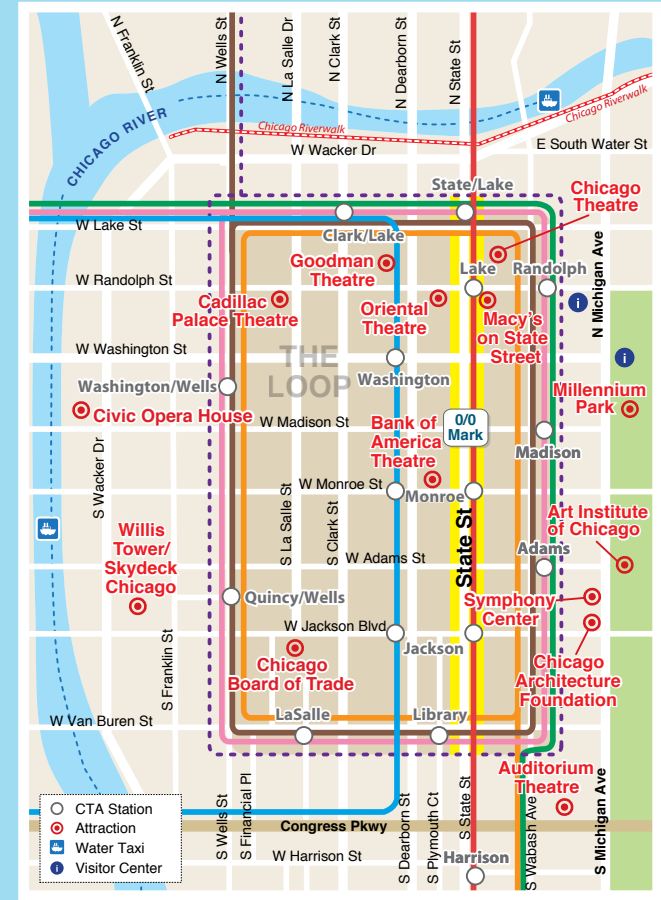 N Franklin St
N Wells St
N La Salle Dr
N Clark St
N Dearborn St
N State St
CHICAGO RIVER
Chicago Riverwalk
Chicago Riverwalk
W Wacker Dr
E South Water St
State/Lake
Chicago
Theatre
W Lake St
Clark/Lake
Goodman
Theatre
Lake
Randolph
N Michigan Ave
W Randolph St
Cadillac
Palace Theatre
Oriental
Theatre
Macy's
on State
Street
i
W Washington St
THE
LOOP
Washington
i
Washington/Wells
Millennium
Park
Civic Opera House
W Madison St
Bank of
America
Theatre
0/0
Mark
Madison
S Wacker Dr
W Monroe St
Monroe
S La Salle St
S Clark St
State St
Art Institute
of Chicago
Willis
Tower/
Skydeck
Chicago
W Adams St
Adams
Quincy/Wells
Symphony
Center
W Jackson Blvd
Jackson
S Franklin St
Chicago
Board of Trade
Chicago
Architecture
Foundation
W Van Buren St
LaSalle
Library
Auditorium
Theatre
S Wells St
S Financial Pl
S Dearborn St
S Plymouth Ct
S State St
S Wabash Ave
S Michigan Ave
Congress Pkwy
W Harrison St
Harrison
CTA Station
Attraction
Water Taxi
i Visitor Center